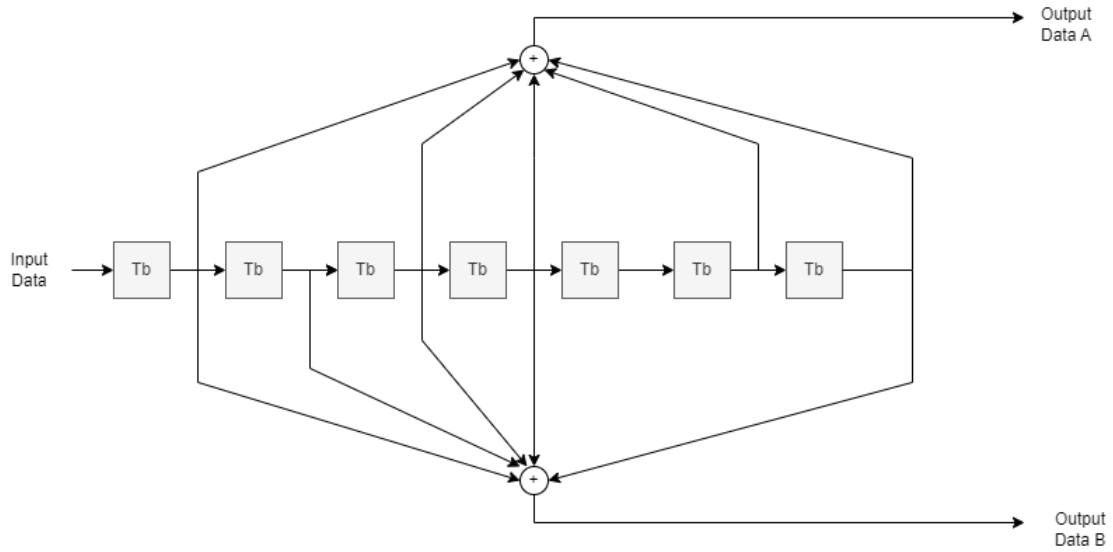 Output
Data A
+
Input
Data
Tb
Tb
Tb
Tb
Tb
Tb
Tb
+
Output
Data B